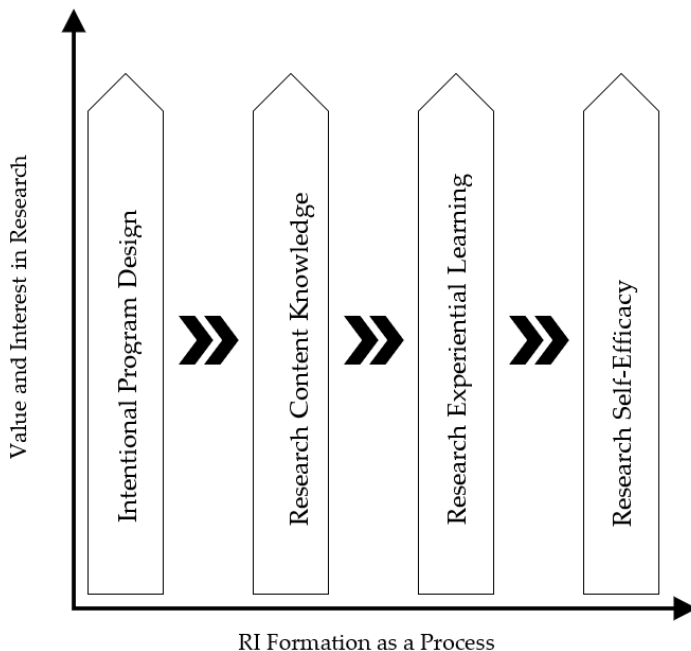 Value and Interest in Research
Intentional Program Design
Research Content Knowledge
Research Experiential Learning
Research Self-Efficacy
RI Formation as a Process